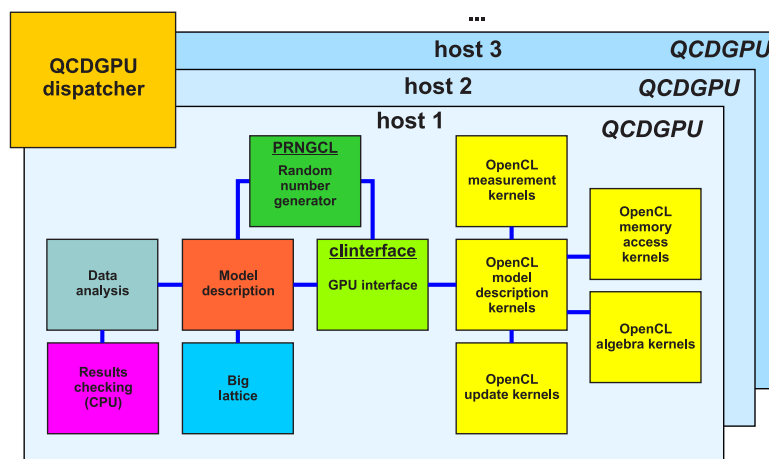 ...
QCDGPU
dispatcher
host 3
QCDGPU
host 2
QCDGPU
host 1
QCDGPU
PRNGCL
Random
number
generator
OpenCL
measurement
kernels
OpenCL
memory
access
kernels
Data
analysis
Model
description
clinterface
GPU interface
OpenCL
model
description
kernels
OpenCL
algebra kernels
Results
checking
(CPU)
Big
lattice
OpenCL
update kernels